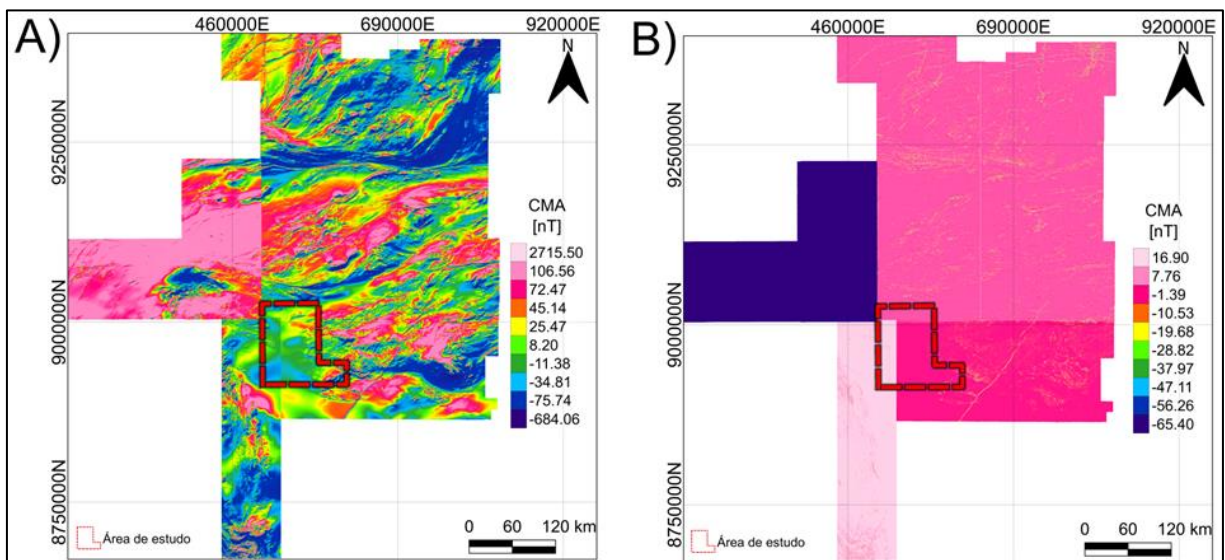 A)
460000E 690000E 920000E
N
9250000N
9000000N
8750000N
CMA
[nT]
2715.50
106.56
72.47
45.14
25.47
8.20
-11.38
-34.81
-75.74
-684.06
Área de estudo
0 60 120 km
B)
460000E 690000E 920000E
N
9250000N
9000000N
8750000N
CMA
[nT]
16.90
7.76
-1.39
-10.53
-19.68
-28.82
-37.97
-47.11
-56.26
-65.40
Área de estudo
0 60 120 km